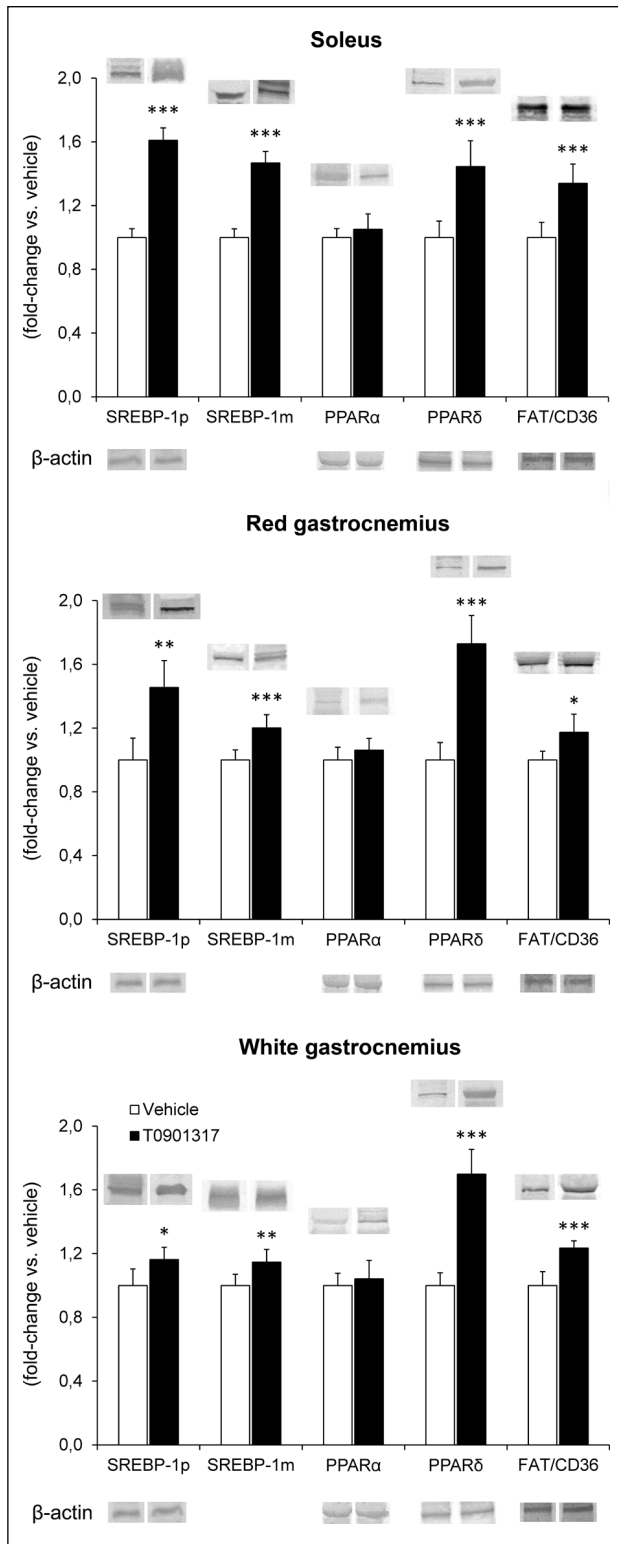 Soleus
(fold-change vs. vehicle)
2,0
1,6
1,2
0,8
0,4
0,0
***
***
***
***
SREBP-1p SREBP-1m PPARα PPARδ FAT/CD36
β-actin
Red gastrocnemius
(fold-change vs. vehicle)
2,0
1,6
1,2
0,8
0,4
0,0
**
***
***
*
SREBP-1p SREBP-1m PPARα PPARδ FAT/CD36
β-actin
White gastrocnemius
Vehicle
T0901317
(fold-change vs. vehicle)
2,0
1,6
1,2
0,8
0,4
0,0
*
**
***
***
SREBP-1p SREBP-1m PPARα PPARδ FAT/CD36
β-actin